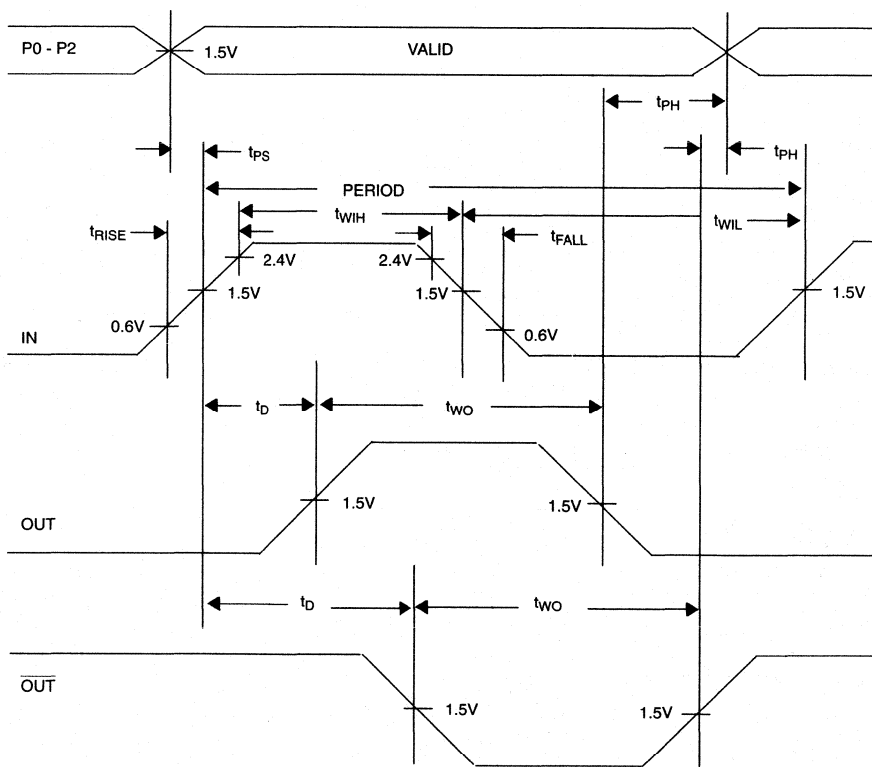 P0 - P2
1.5V
VALID
tPH
tPS
tPH
PERIOD
tWIH
tWIL
tRISE
tFALL
2.4V
2.4V
1.5V
1.5V
1.5V
0.6V
0.6V
IN
tD
tWO
1.5V
1.5V
OUT
tD
tWO
OUT
1.5V
1.5V